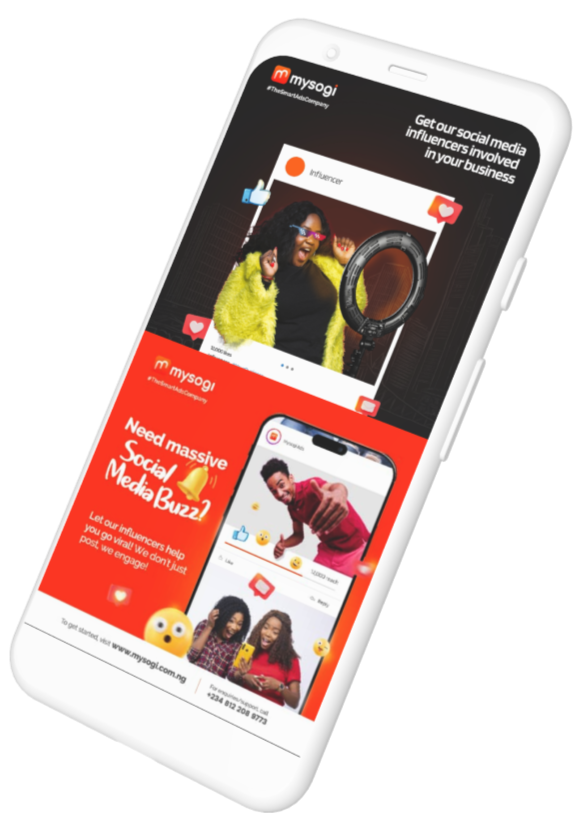 mysogi
#TheSmartAdsCompany
Get our social media
influencers involved
in your business
Influencer
mysogi
#TheSmartAdsCompany
Need massive
Social
Media Buzz?
Let our influencers help
you go viral! We don't just
post, we engage!
MysogiAds
Like
Reply
To get started, visit www.mysogi.com.ng
For enquiries/support, call
+234 812 208 9773